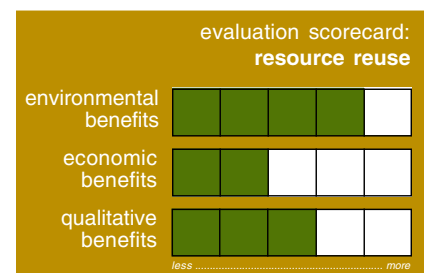 evaluation scorecard:
resource reuse
environmental
benefits
economic
benefits
qualitative
benefits
less ................................................................ more